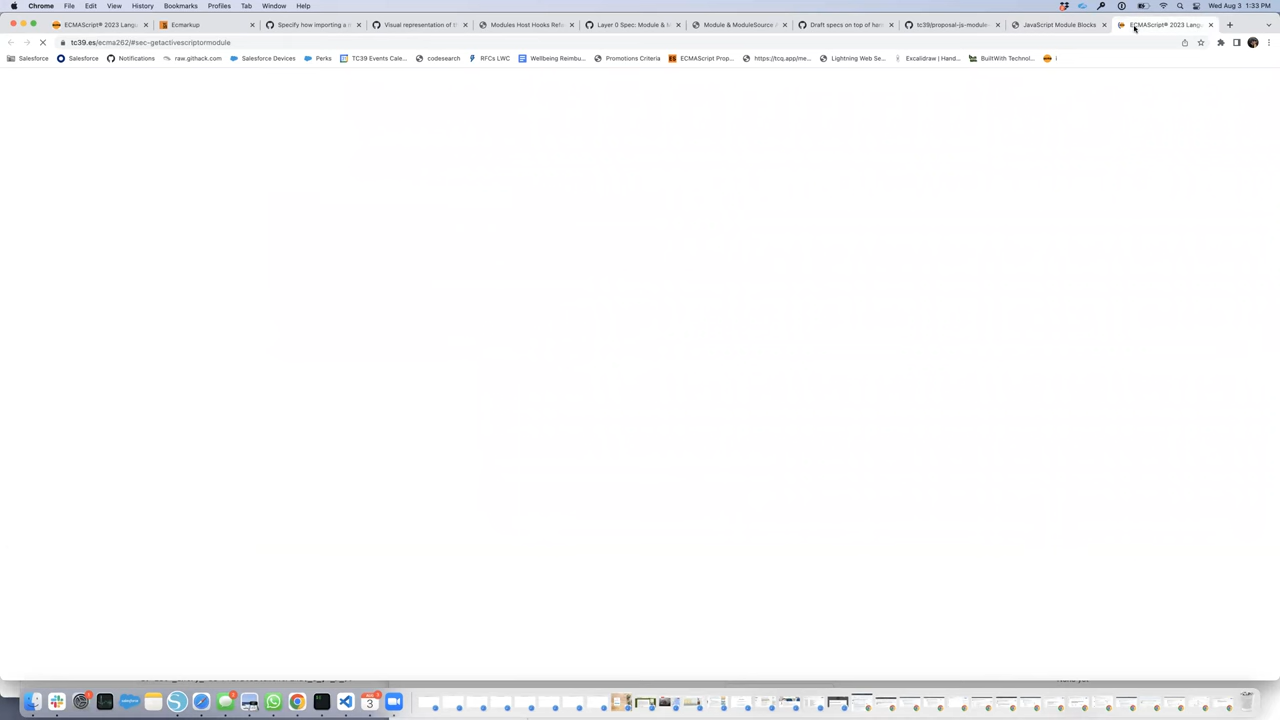 Chrome File Edit View History Bookmarks Profiles Tab Window Help Wed Aug 3 1:33 PM
ECMAScript® 2023 Lang Ecmarkup Specify how importing a m Visual representation of th Modules Host Hooks Refa Layer 0 Spec: Module & M Module & ModuleSource A Draft specs on top of harm tc39/proposal-js-module- JavaScript Module Blocks ECMAScript® 2023 Lang
tc39.es/ecma262/#sec-getactivescriptormodule
Salesforce Salesforce Notifications raw.githack.com Salesforce Devices Perks TC39 Events Cale... codesearch RFCs LWC Wellbeing Reimbu... Promotions Criteria ECMAScript Prop... https://tcq.app/me... Lightning Web Se... Excalidraw | Hand... BuiltWith Technol... i